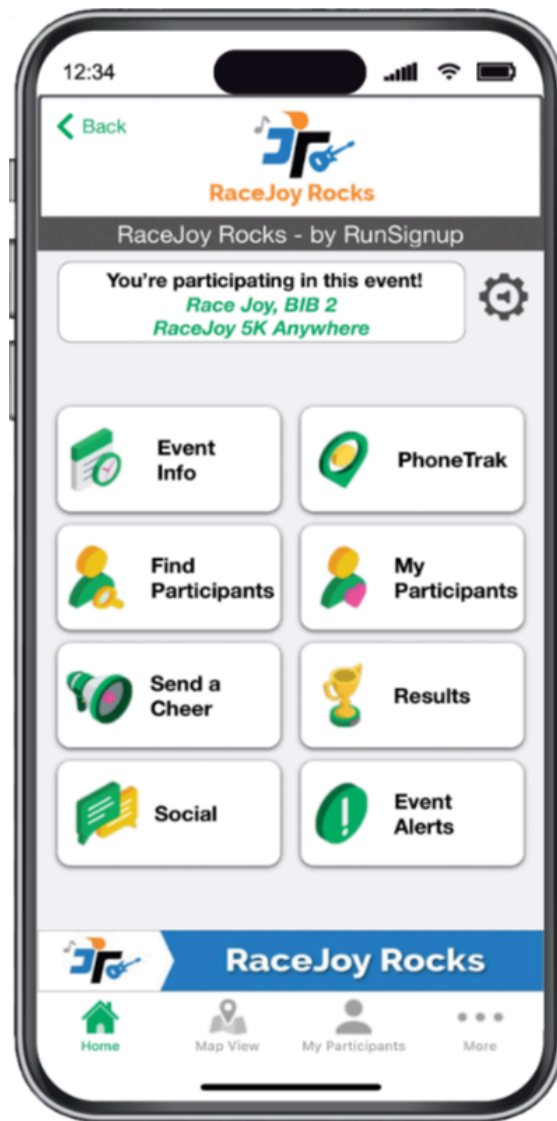 12:34
Back
RaceJoy Rocks
RaceJoy Rocks - by RunSignup
You're participating in this event!
Race Joy, BIB 2
RaceJoy 5K Anywhere
Event
Info
PhoneTrak
Find
Participants
My
Participants
Send a
Cheer
Results
Social
Event
Alerts
RaceJoy Rocks
Home
Map View
My Participants
More